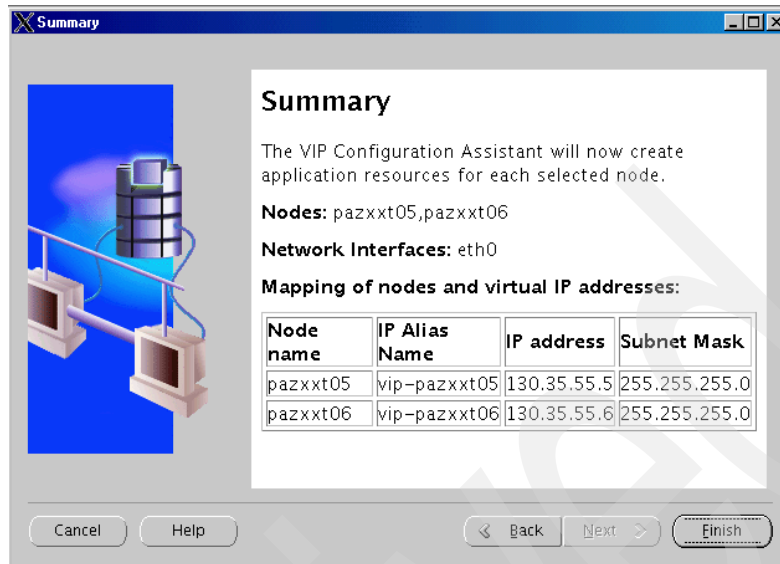 Summary
Summary
The VIP Configuration Assistant will now create
application resources for each selected node.
Nodes: pazxxt05,pazxxt06
Network Interfaces: eth0
Mapping of nodes and virtual IP addresses:
Node name IP Alias Name IP address Subnet Mask
pazxxt05 vip-pazxxt05 130.35.55.5 255.255.255.0
pazxxt06 vip-pazxxt06 130.35.55.6 255.255.255.0
Cancel Help Back Next Finish